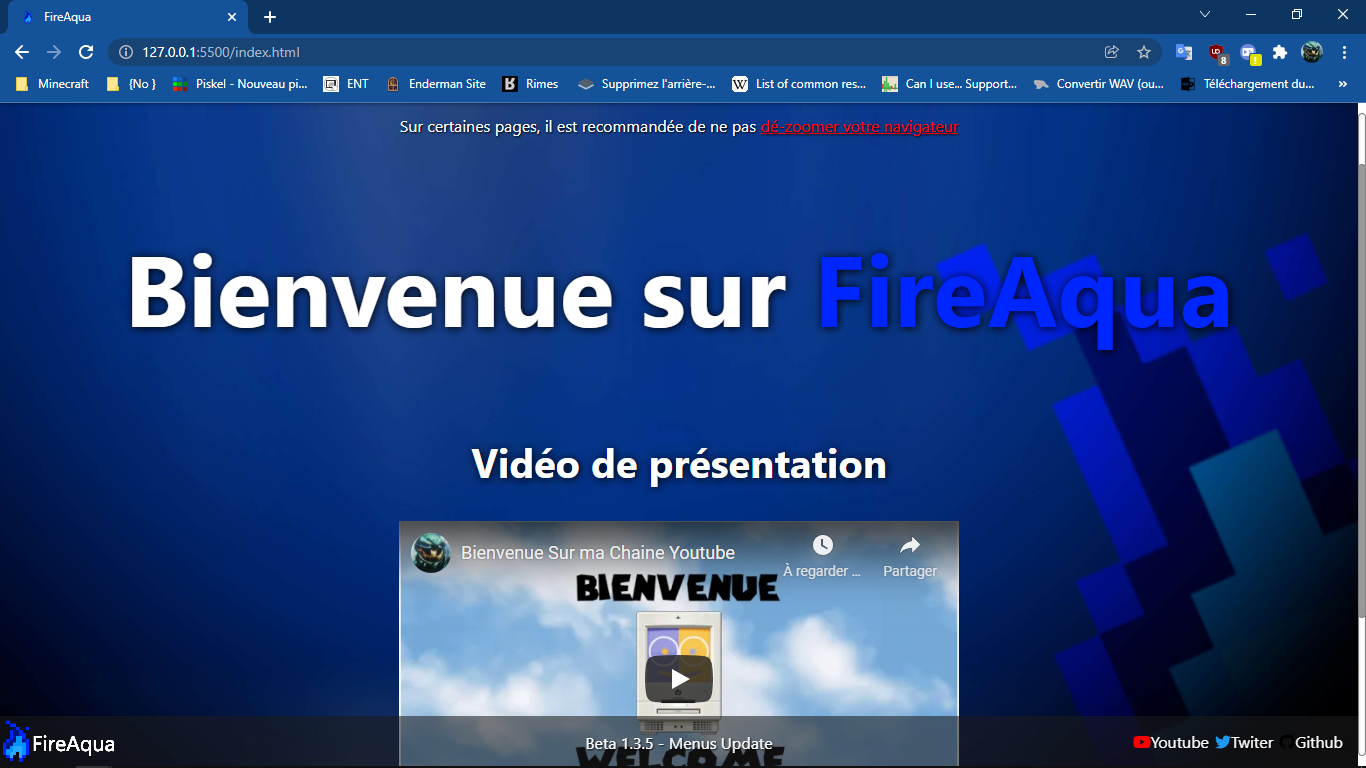 FireAqua
127.0.0.1:5500/index.html
8
Minecraft
{No }
Piskel - Nouveau pi...
ENT
Enderman Site
Rimes
Supprimez l'arrière-...
W List of common res...
Can I use... Support...
Convertir WAV (ou...
Téléchargement du...
»
Sur certaines pages, il est recommandée de ne pas dé-zoomer votre navigateur
Bienvenue sur FireAqua
Vidéo de présentation
Bienvenue Sur ma Chaine Youtube
À regarder ...
Partager
BIENVENUE
WELCOME
FireAqua
Beta 1.3.5 - Menus Update
Youtube Twiter Github